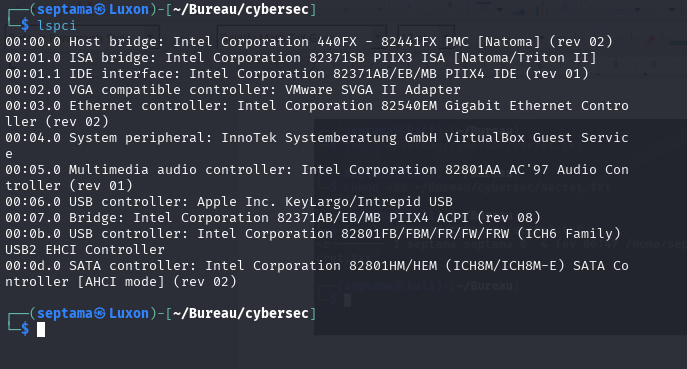 ┌──(septama㉿Luxon)-[~/Bureau/cybersec]
└─$ lspci
00:00.0 Host bridge: Intel Corporation 440FX - 82441FX PMC [Natoma] (rev 02)
00:01.0 ISA bridge: Intel Corporation 82371SB PIIX3 ISA [Natoma/Triton II]
00:01.1 IDE interface: Intel Corporation 82371AB/EB/MB PIIX4 IDE (rev 01)
00:02.0 VGA compatible controller: VMware SVGA II Adapter
00:03.0 Ethernet controller: Intel Corporation 82540EM Gigabit Ethernet Contro
ller (rev 02)
00:04.0 System peripheral: InnoTek Systemberatung GmbH VirtualBox Guest Servic
e
00:05.0 Multimedia audio controller: Intel Corporation 82801AA AC'97 Audio Con
troller (rev 01)
00:06.0 USB controller: Apple Inc. KeyLargo/Intrepid USB
00:07.0 Bridge: Intel Corporation 82371AB/EB/MB PIIX4 ACPI (rev 08)
00:0b.0 USB controller: Intel Corporation 82801FB/FBM/FR/FW/FRW (ICH6 Family) 
USB2 EHCI Controller
00:0d.0 SATA controller: Intel Corporation 82801HM/HEM (ICH8M/ICH8M-E) SATA Co
ntroller [AHCI mode] (rev 02)
┌──(septama㉿Luxon)-[~/Bureau/cybersec]
└─$